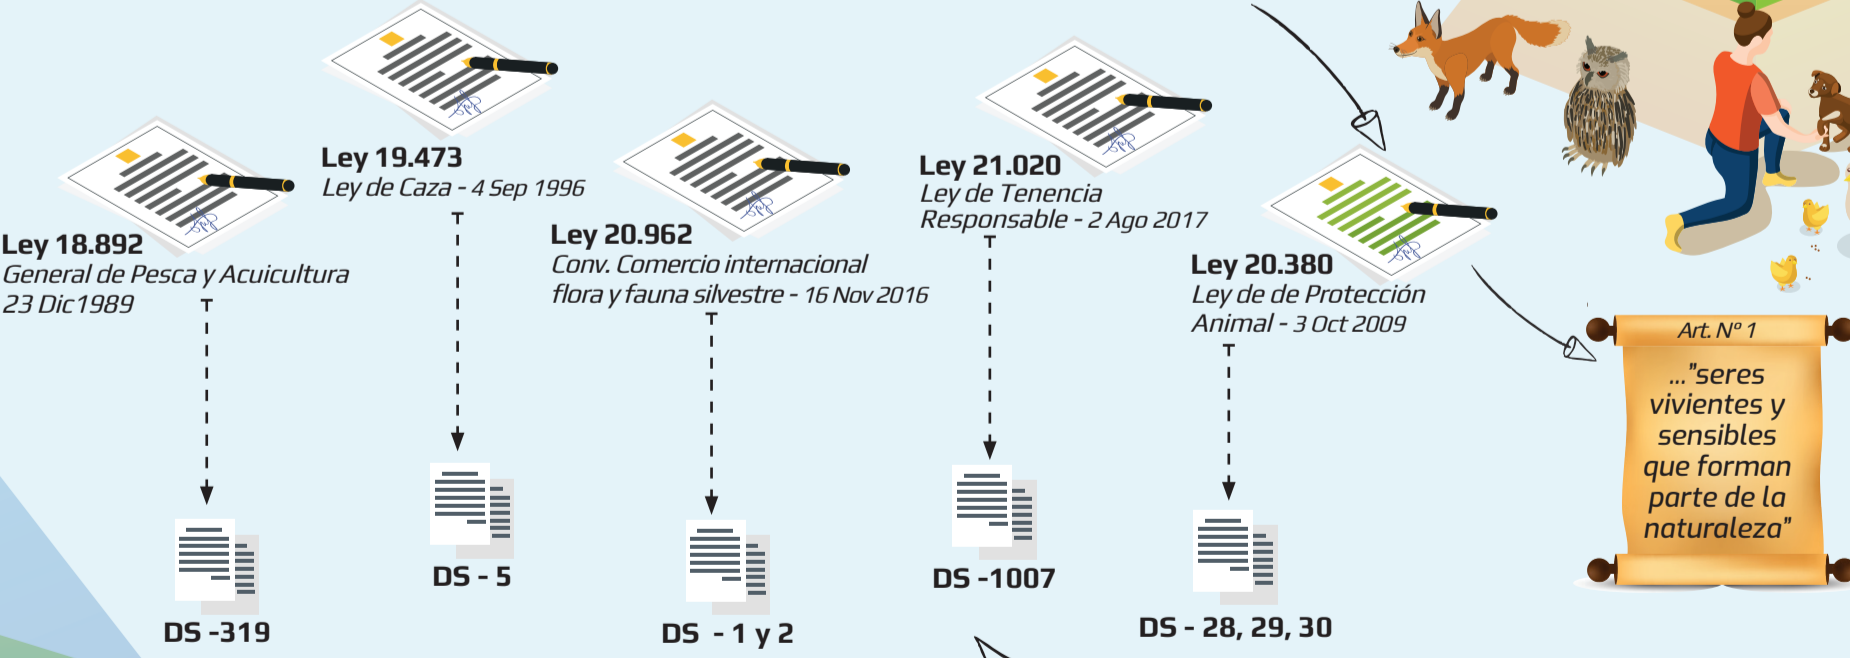 Ley 18.892
General de Pesca y Acuicultura
23 Dic1989
DS -319
Ley 19.473
Ley de Caza - 4 Sep 1996
DS - 5
Ley 20.962
Conv. Comercio internacional
flora y fauna silvestre - 16 Nov 2016
DS - 1 y 2
Ley 21.020
Ley de Tenencia
Responsable - 2 Ago 2017
DS -1007
Ley 20.380
Ley de de Protección
Animal - 3 Oct 2009
DS - 28, 29, 30
Art. Nº 1
..."seres
vivientes y
sensibles
que forman
parte de la
naturaleza"